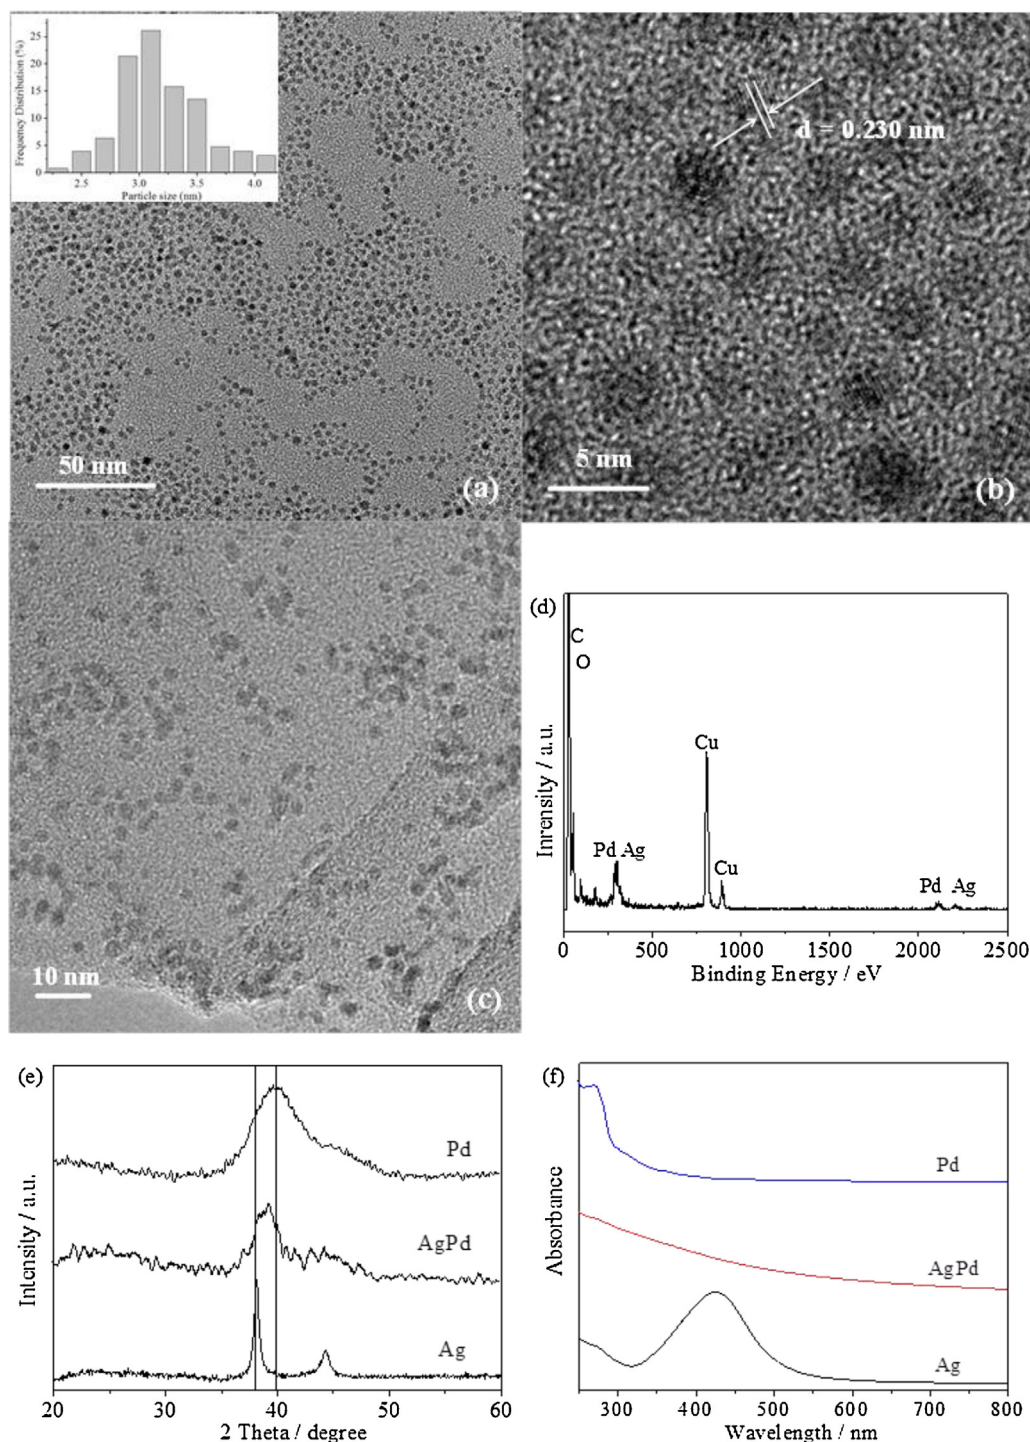 Frequency Distribution (%)
25
20
15
10
5
0
2.5 3.0 3.5 4.0
Particle size (nm)
50 nm
(a)
d = 0.230 nm
5 nm
(b)
10 nm
(c)
(d)
C
O
Cu
Pd Ag
Cu
Pd Ag
Inrensity / a.u.
0 500 1000 1500 2000 2500
Binding Energy / eV
(e)
Pd
AgPd
Ag
Intensity / a.u.
20 30 40 50 60
2 Theta / degree
(f)
Pd
AgPd
Ag
Absorbance
300 400 500 600 700 800
Wavelength / nm